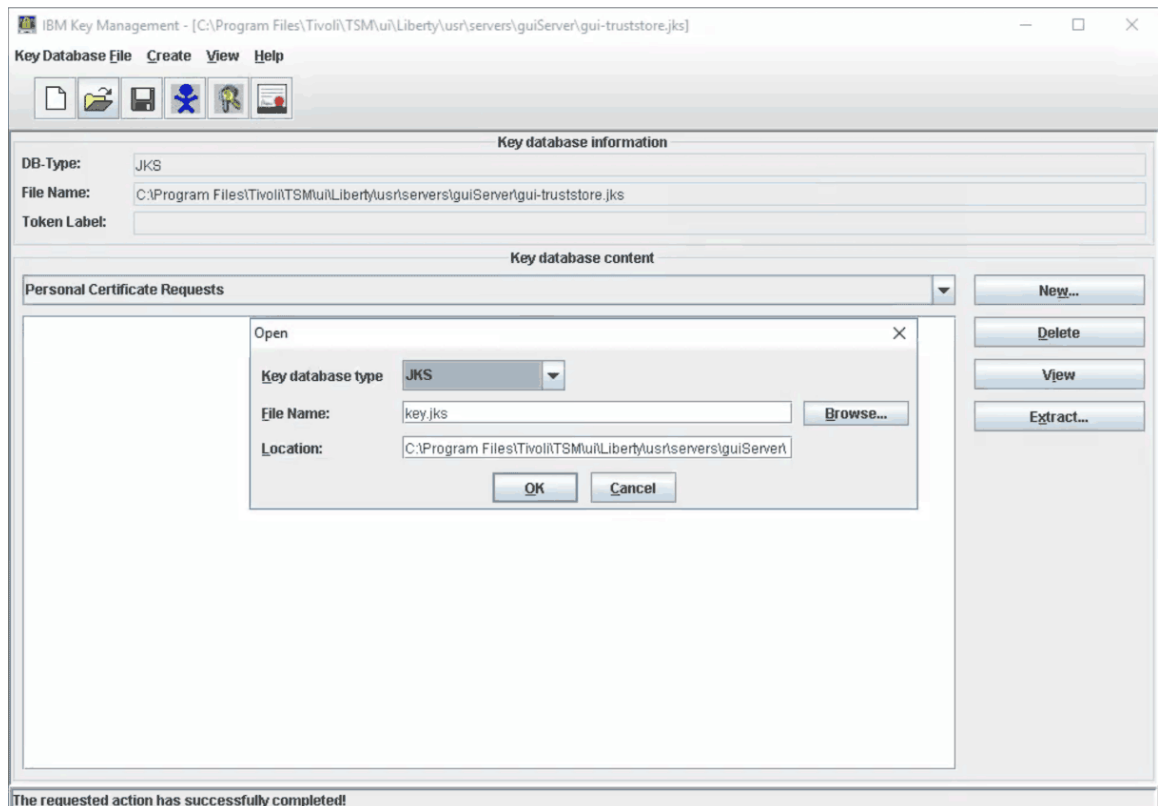 IBM Key Management - [C:\Program Files\Tivoli\TSM\ui\Liberty\usr\servers\guiServer\gui-truststore.jks]
Key Database File Create View Help
Key database information
DB-Type: JKS
File Name: C:\Program Files\Tivoli\TSM\ui\Liberty\usr\servers\guiServer\gui-truststore.jks
Token Label:
Key database content
Personal Certificate Requests New...
Open
Delete
Key database type JKS
View
File Name: key.jks Browse...
Extract...
Location: C:\Program Files\Tivoli\TSM\ui\Liberty\usr\servers\guiServer\
OK Cancel
The requested action has successfully completed!